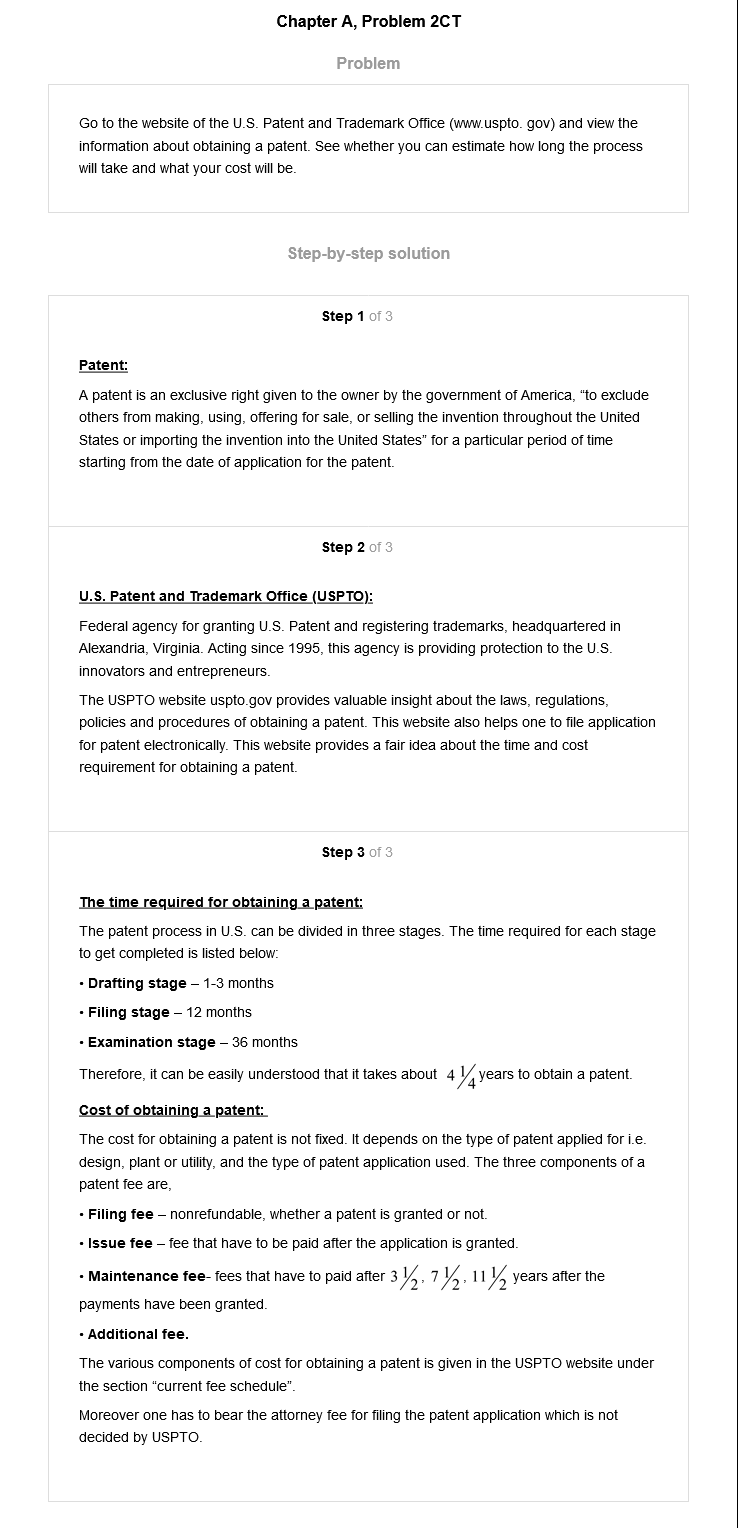 Chapter A, Problem 2CT
Problem
Go to the website of the U.S. Patent and Trademark Office (www.uspto. gov) and view the
information about obtaining a patent. See whether you can estimate how long the process
will take and what your cost will be.
Step-by-step solution
Step 1 of 3
Patent:
A patent is an exclusive right given to the owner by the government of America, “to exclude
others from making, using, offering for sale, or selling the invention throughout the United
States or importing the invention into the United States” for a particular period of time
starting from the date of application for the patent.
Step 2 of 3
U.S. Patent and Trademark Office (USPTO):
Federal agency for granting U.S. Patent and registering trademarks, headquartered in
Alexandria, Virginia. Acting since 1995, this agency is providing protection to the U.S.
innovators and entrepreneurs.
The USPTO website uspto.gov provides valuable insight about the laws, regulations,
policies and procedures of obtaining a patent. This website also helps one to file application
for patent electronically. This website provides a fair idea about the time and cost
requirement for obtaining a patent.
Step 3 of 3
The time required for obtaining a patent:
The patent process in U.S. can be divided in three stages. The time required for each stage
to get completed is listed below:
• Drafting stage – 1-3 months
• Filing stage – 12 months
• Examination stage – 36 months
Therefore, it can be easily understood that it takes about 4 1/4 years to obtain a patent.
Cost of obtaining a patent:
The cost for obtaining a patent is not fixed. It depends on the type of patent applied for i.e.
design, plant or utility, and the type of patent application used. The three components of a
patent fee are,
• Filing fee – nonrefundable, whether a patent is granted or not.
• Issue fee – fee that have to be paid after the application is granted.
• Maintenance fee- fees that have to paid after 3 1/2, 7 1/2, 11 1/2 years after the
payments have been granted.
• Additional fee.
The various components of cost for obtaining a patent is given in the USPTO website under
the section “current fee schedule”.
Moreover one has to bear the attorney fee for filing the patent application which is not
decided by USPTO.